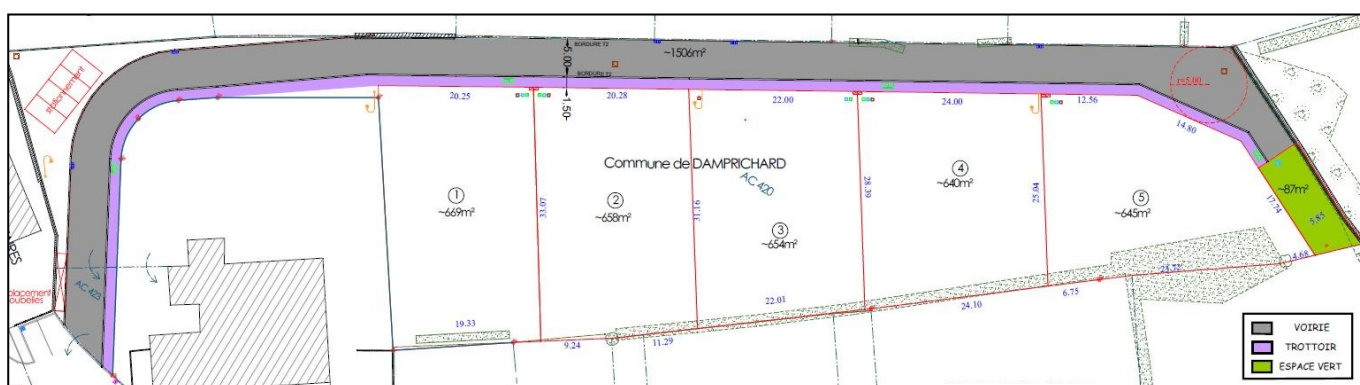 BORDURE T2
~1506m²
5.00
r=5.00
stationnement
BORDURE T2
20.25
20.28
22.00
24.00
12.56
1.50
14.80
Commune de DAMPRICHARD
AC 420
①
~669m²
②
~658m²
③
~654m²
④
~640m²
⑤
~645m²
~87m²
33.07
31.16
28.39
25.04
17.74
5.85
AC 423
19.33
9.24
11.29
22.01
24.10
6.75
4.68
VOIRIE
TROTTOIR
ESPACE VERT